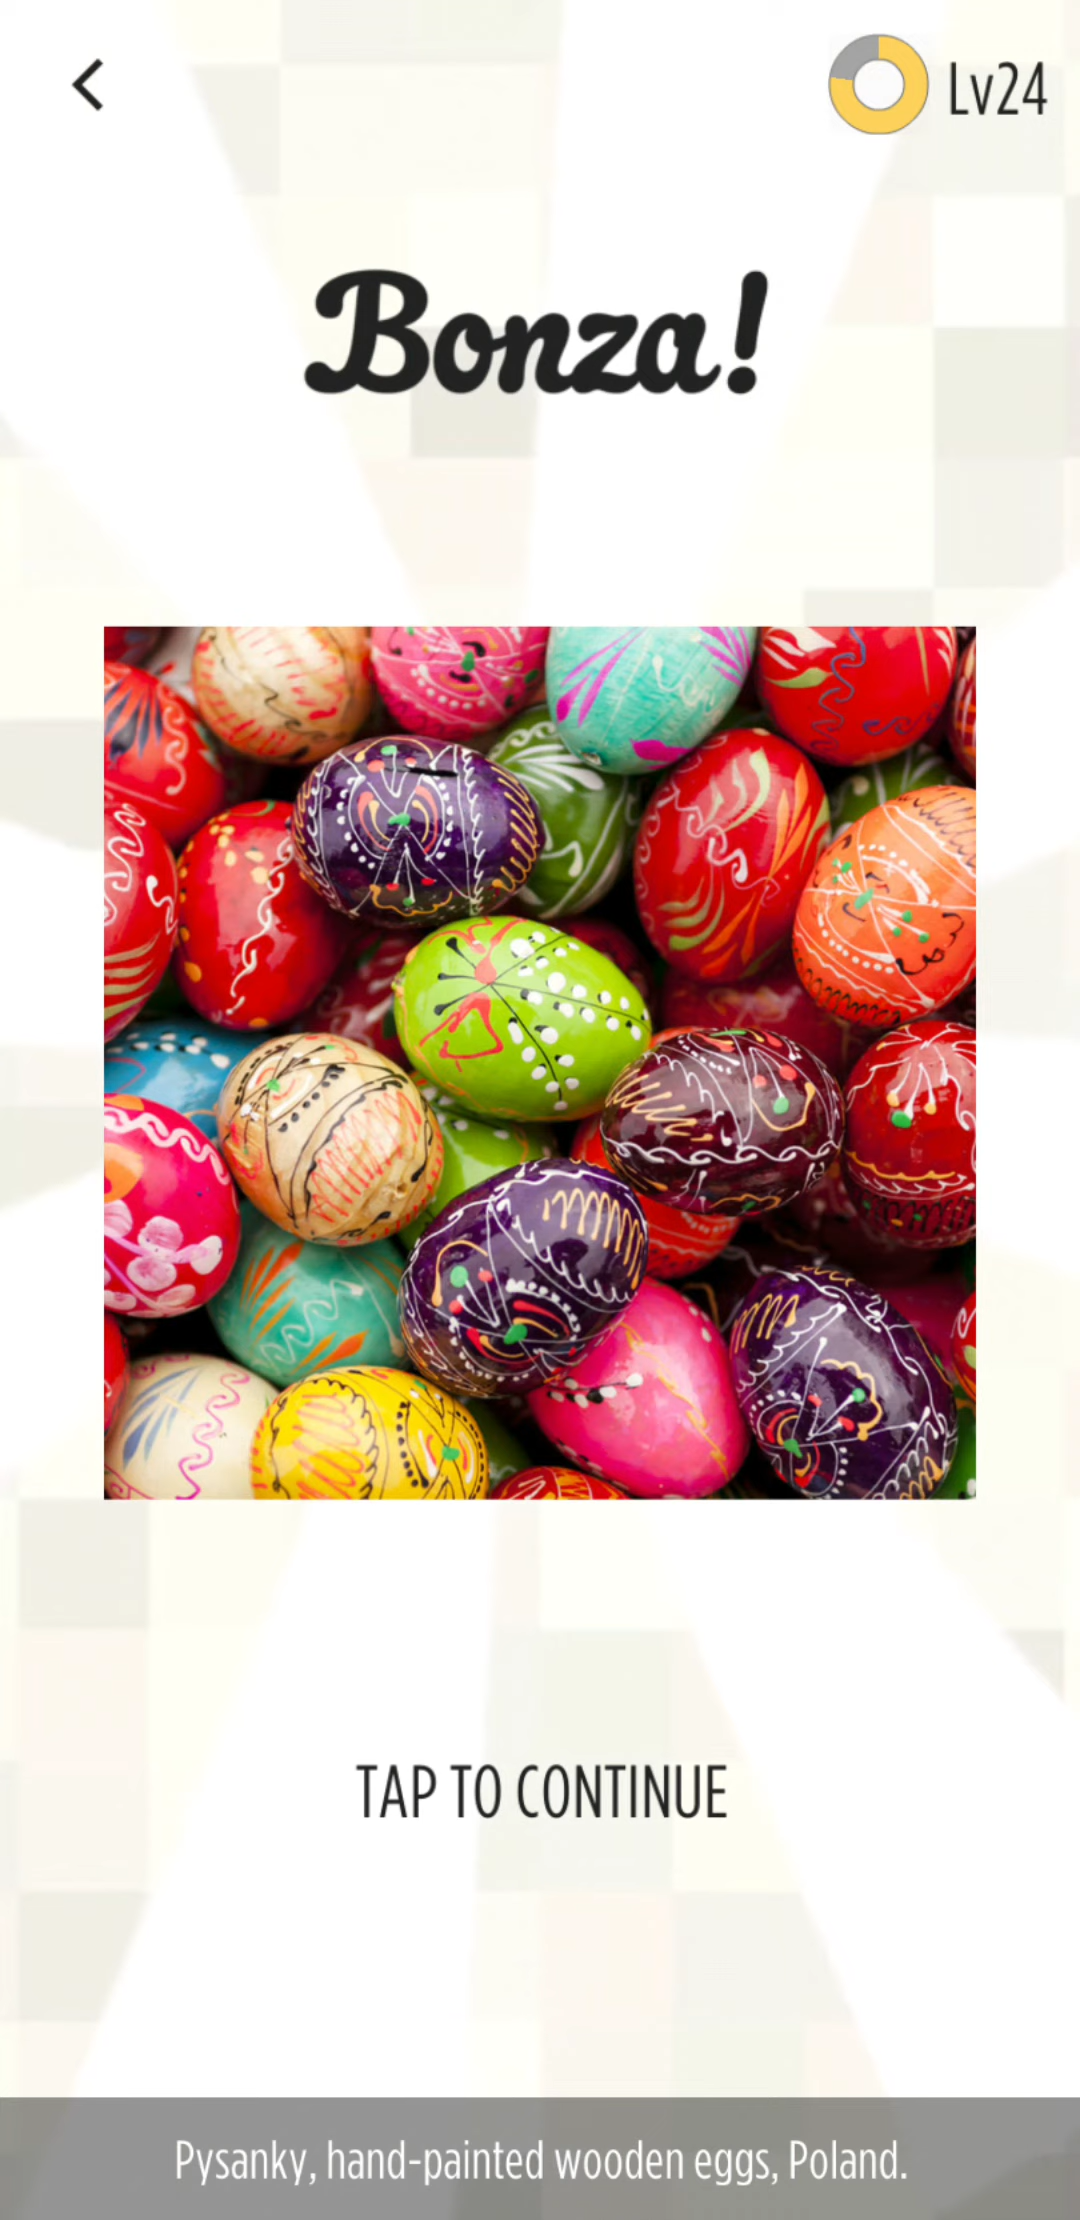 Lv24
Bonza!
TAP TO CONTINUE
Pysanky, hand-painted wooden eggs, Poland.